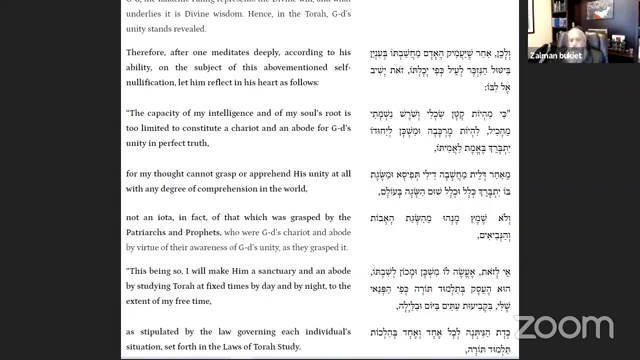 G-d, the halachic ruling represents the Divine will, and what
underlies it is Divine wisdom. Hence, in the Torah, G-d's
unity stands revealed.
Therefore, after one meditates deeply, according to his
ability, on the subject of this abovementioned self-
nullification, let him reflect in his heart as follows:
"The capacity of my intelligence and of my soul's root is
too limited to constitute a chariot and an abode for G-d's
unity in perfect truth,
for my thought cannot grasp or apprehend His unity at all
with any degree of comprehension in the world,
not an iota, in fact, of that which was grasped by the
Patriarchs and Prophets, who were G-d's chariot and abode
by virtue of their awareness of G-d's unity, as they grasped it.
"This being so, I will make Him a sanctuary and an abode
by studying Torah at fixed times by day and by night, to the
extent of my free time,
as stipulated by the law governing each individual's
situation, set forth in the Laws of Torah Study.
וְלָכֵן, אַחַר שֶׁיַּעֲמִיק הָאָדָם מַחֲשַׁבְתּוֹ בְּעִנְיַן
בִּיטּוּל הַנִּזְכָּר לְעֵיל כְּפִי יְכָלְתּוֹ, זֹאת יָשִׁיב
אֶל לִבּוֹ:
"כִּי מִהְיוֹת קָטָן שִׂכְלִי וְשֹׁרֶשׁ נִשְׁמָתִי
מֵהָכִיל, לִהְיוֹת מֶרְכָּבָה וּמִשְׁכָּן לְיִחוּדוֹ
יִתְבָּרֵךְ בֶּאֱמֶת לַאֲמִיתּוֹ,
מֵאַחַר דְּלֵית מַחֲשָׁבָה דִילִי תְּפִיסָא וּמַשֶּׂגֶת
בּוֹ יִתְבָּרֵךְ כְּלָל וּכְלָל שׁוּם הַשָּׂגָה בָּעוֹלָם,
וְלֹא שֶׁמֶץ מֶנְהוּ מֵהַשָּׂגַת הָאָבוֹת
וְהַנְּבִיאִים,
אִי לְזֹאת, אֶעֱשֶׂה לּוֹ מִשְׁכָּן וּמָכוֹן לְשִׁבְתּוֹ,
הוּא הָעֵסֶק בְּתַלְמוּד תּוֹרָה כְּפִי הַפְּנַאי
שֶׁלִּי, בִּקְבִיעוּת עִתִּים בַּיּוֹם וּבַלַּיְלָה,
כְּדָת הַנִּיתְּנָה לְכָל אֶחָד וְאֶחָד בְּהִלְכוֹת
תַּלְמוּד תּוֹרָה,
Zalman bukiet
zoom